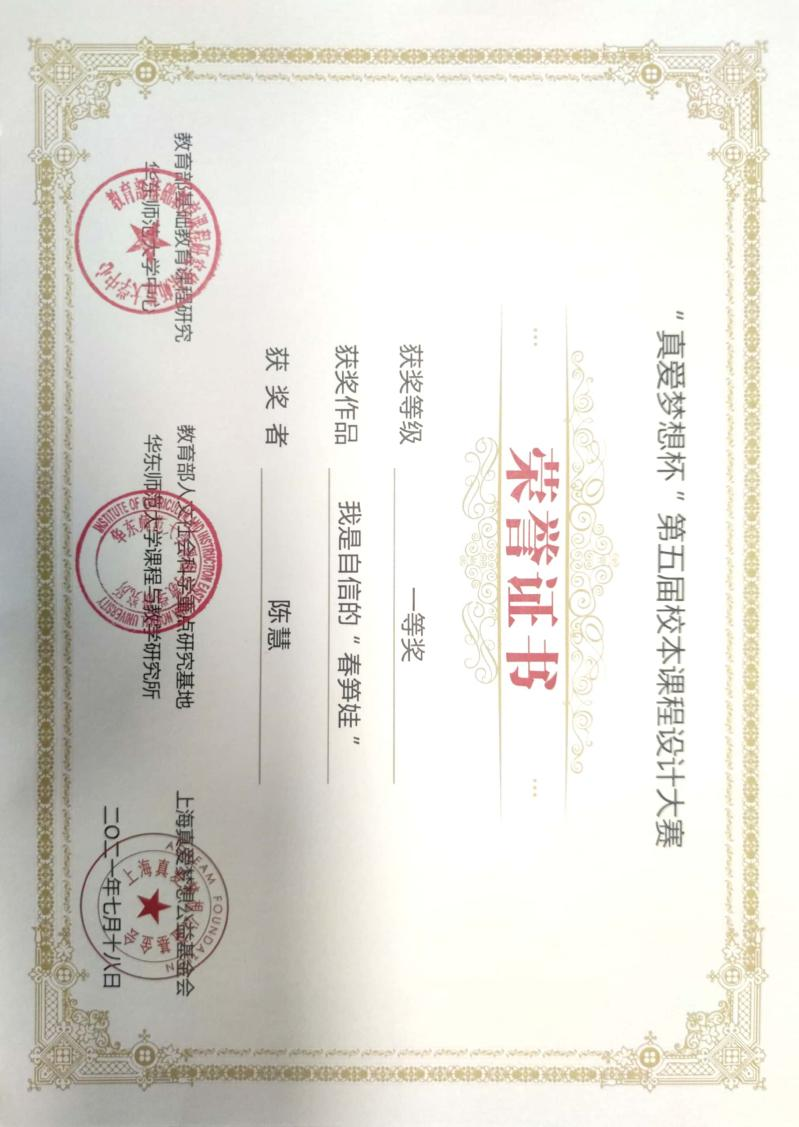 “真爱梦想杯”第五届校本课程设计大赛
荣誉证书
获奖等级 一等奖
获奖作品 我是自信的“春笋娃”
获奖者 陈慧
教育部基础教育课程研究
华东师范大学中心
教育部人文社会科学重点研究基地
华东师范大学课程与教学研究所
上海真爱梦想公益基金会
二〇二一年七月十八日